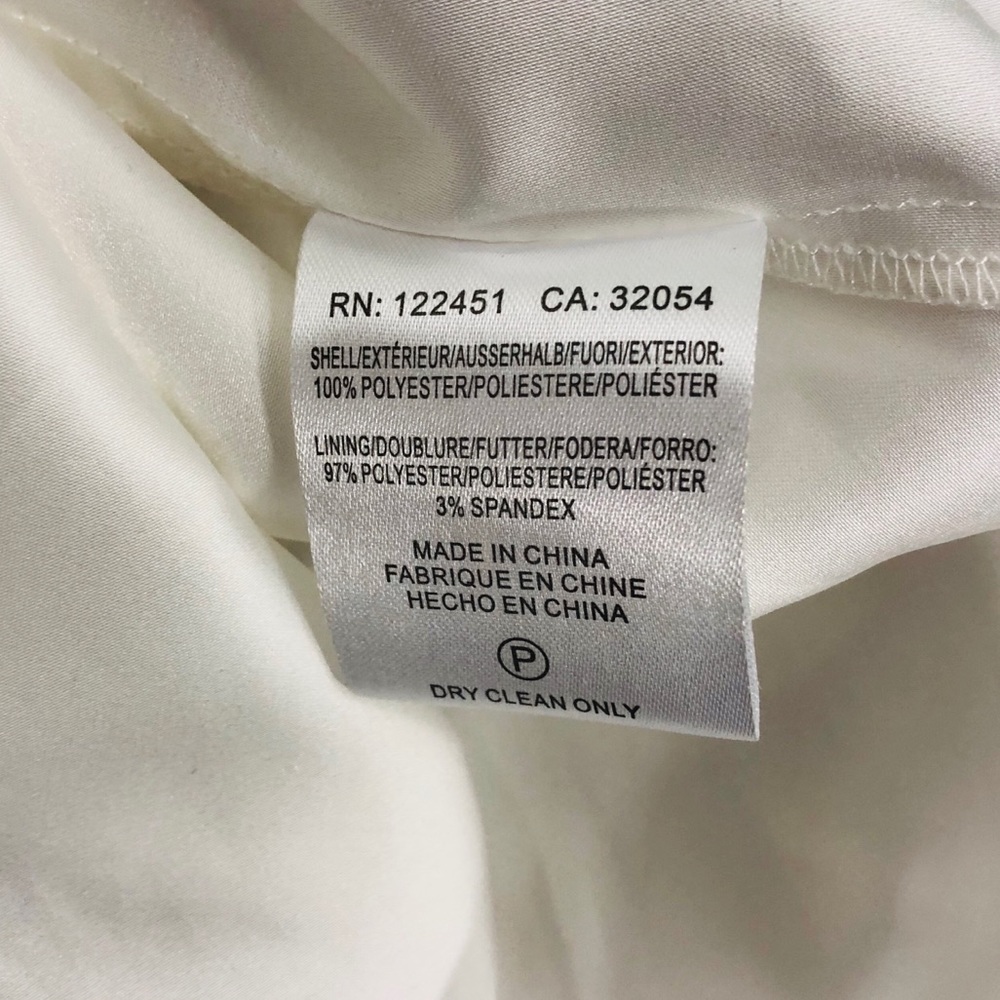 RN: 122451 CA: 32054
SHELL/EXTÉRIEUR/AUSSERHALB/FUORI/EXTERIOR:
100% POLYESTER/POLIESTERE/POLIÉSTER
LINING/DOUBLURE/FUTTER/FODERA/FORRO:
97% POLYESTER/POLIESTERE/POLIÉSTER
3% SPANDEX
MADE IN CHINA
FABRIQUE EN CHINE
HECHO EN CHINA
P
DRY CLEAN ONLY